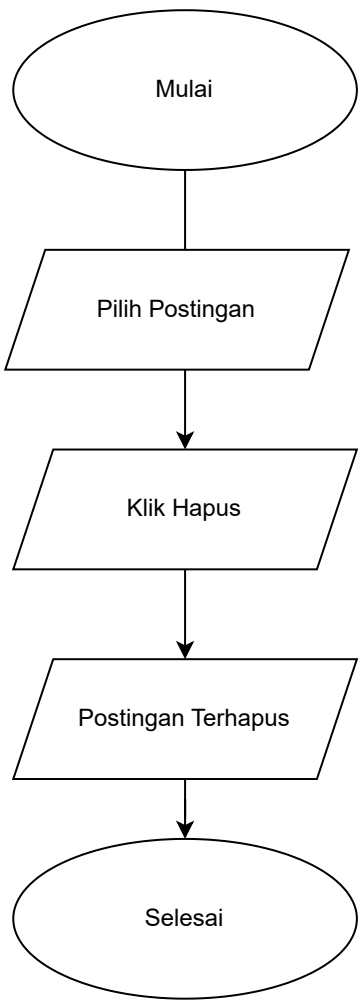 Mulai
Pilih Postingan
Klik Hapus
Postingan Terhapus
Selesai